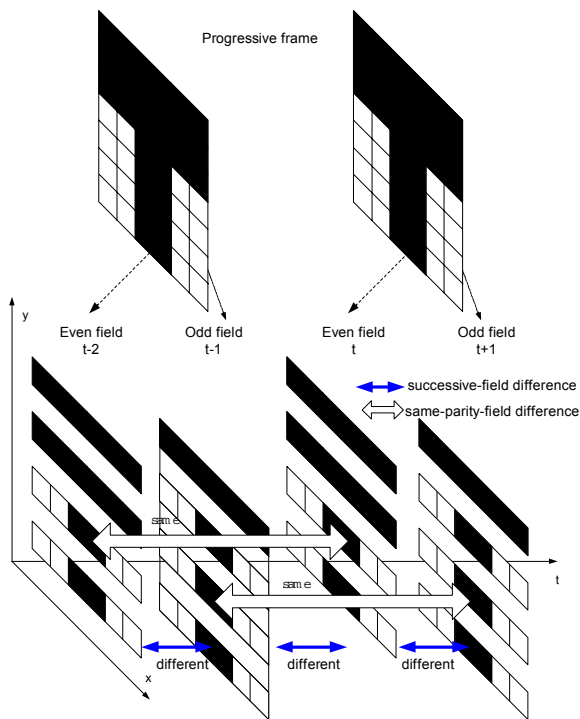 Progressive frame
y
Even field
t-2
Odd field
t-1
Even field
t
Odd field
t+1
successive-field difference
same-parity-field difference
same
same
t
different
different
different
x